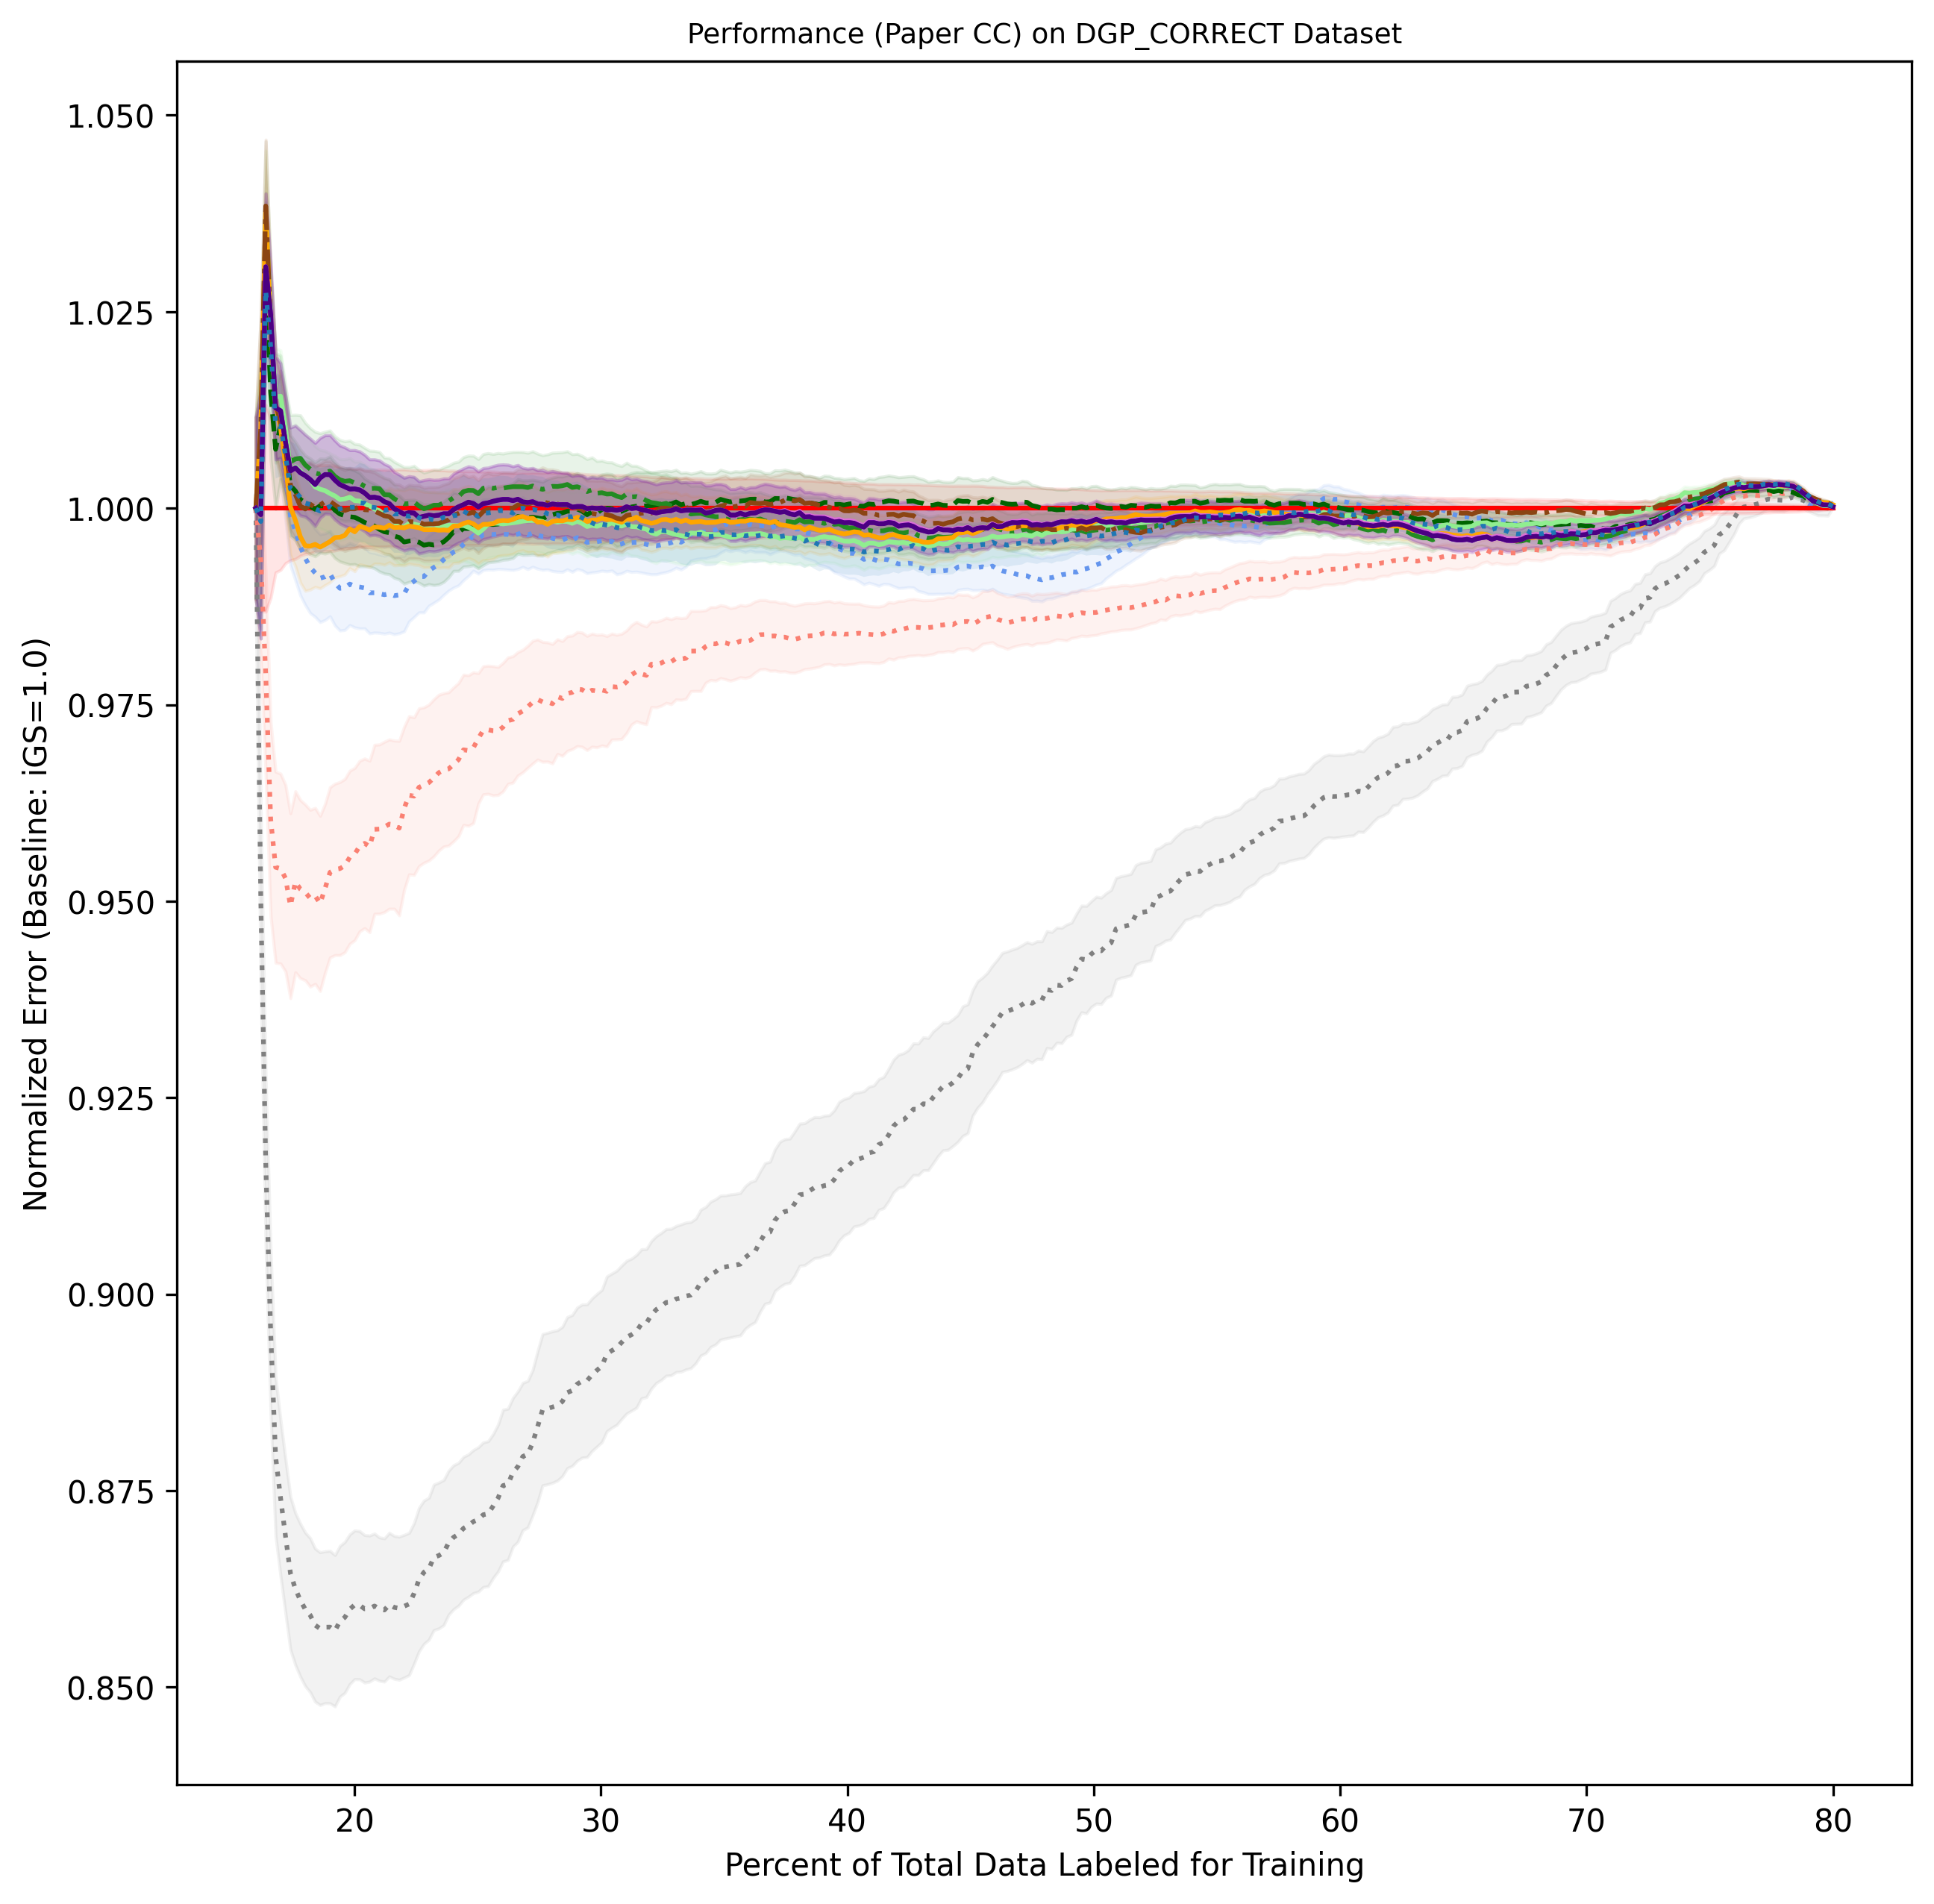 Performance (Paper CC) on DGP_CORRECT Dataset
Normalized Error (Baseline: iGS=1.0)
1.050
1.025
1.000
0.975
0.950
0.925
0.900
0.875
0.850
20 30 40 50 60 70 80
Percent of Total Data Labeled for Training